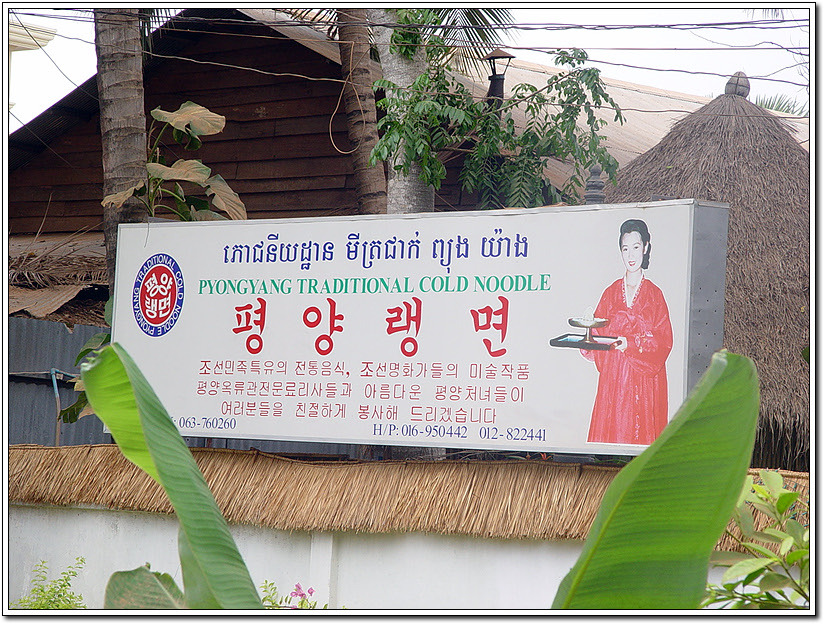 ភោជនីយដ្ឋាន មីត្រជាក់ ព្យុង យ៉ាង
PYONGYANG TRADITIONAL COLD NOODLE
평양랭면
평양
랭면
PYONGYANG TRADITIONAL COLD NOODLE
조선민족특유의 전통음식, 조선명화가들의 미술작품
평양옥류관전문료리사들과 아름다운 평양처녀들이
여러분들을 친절하게 봉사해 드리겠습니다
: 063-760260
H/P: 016-950442 012-822441